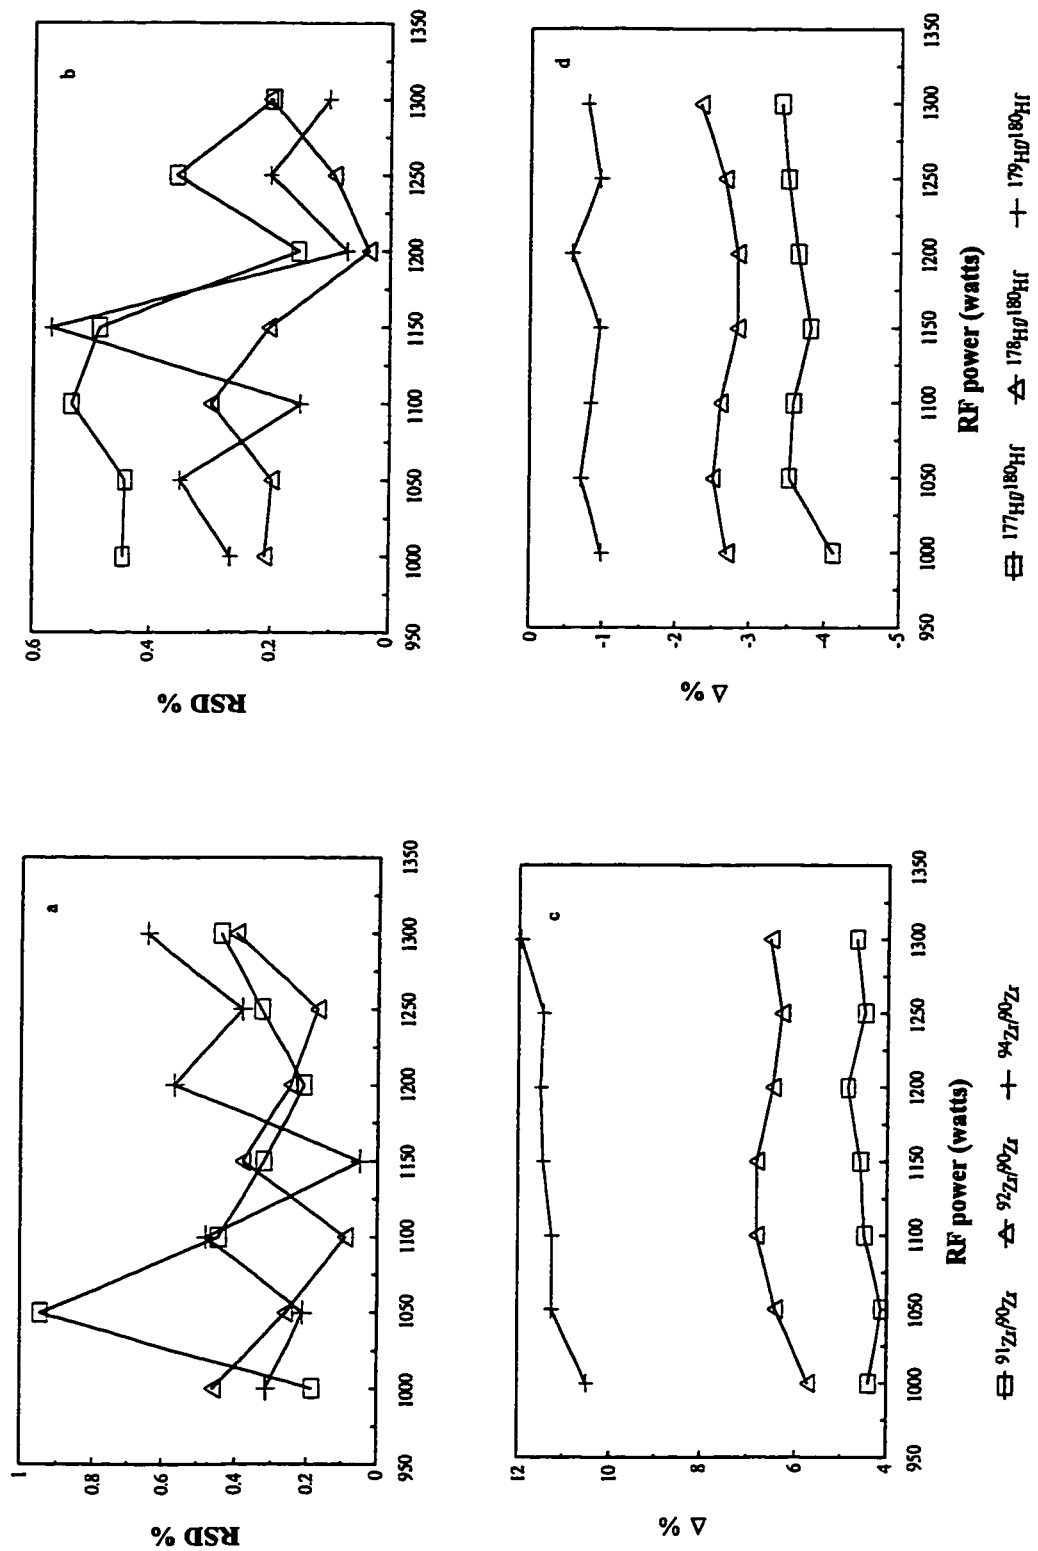 a
RSD %
1
0.8
0.6
0.4
0.2
0
950 1000 1050 1100 1150 1200 1250 1300 1350
b
RSD %
0.6
0.4
0.2
0
950 1000 1050 1100 1150 1200 1250 1300 1350
c
Δ %
12
10
8
6
4
950 1000 1050 1100 1150 1200 1250 1300 1350
RF power (watts)
91Zr/90Zr 92Zr/90Zr 94Zr/90Zr
d
Δ %
0
-1
-2
-3
-4
-5
950 1000 1050 1100 1150 1200 1250 1300 1350
RF power (watts)
177Hf/180Hf 178Hf/180Hf 179Hf/180Hf